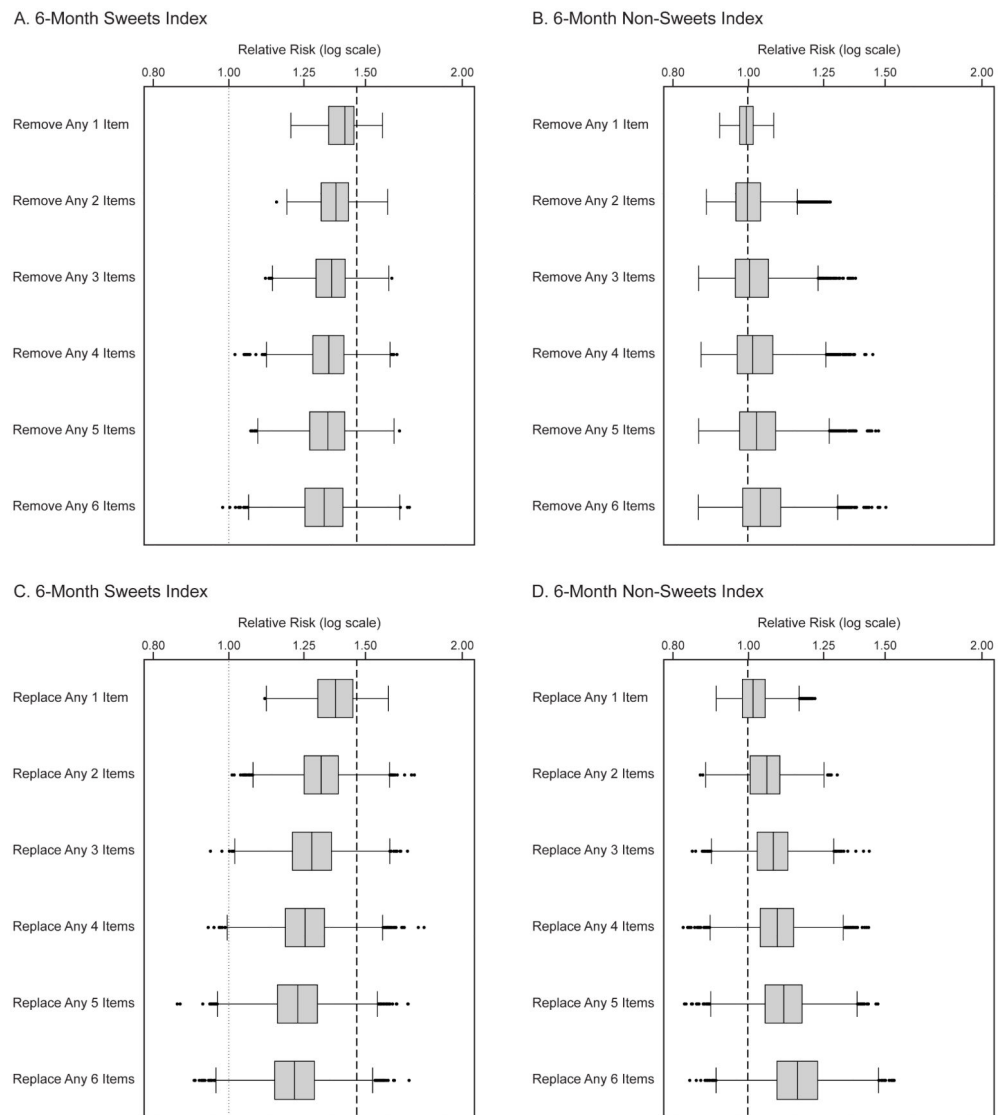 A. 6-Month Sweets Index
Relative Risk (log scale)
0.80 1.00 1.25 1.50 2.00
Remove Any 1 Item
Remove Any 2 Items
Remove Any 3 Items
Remove Any 4 Items
Remove Any 5 Items
Remove Any 6 Items
B. 6-Month Non-Sweets Index
Relative Risk (log scale)
0.80 1.00 1.25 1.50 2.00
Remove Any 1 Item
Remove Any 2 Items
Remove Any 3 Items
Remove Any 4 Items
Remove Any 5 Items
Remove Any 6 Items
C. 6-Month Sweets Index
Relative Risk (log scale)
0.80 1.00 1.25 1.50 2.00
Replace Any 1 Item
Replace Any 2 Items
Replace Any 3 Items
Replace Any 4 Items
Replace Any 5 Items
Replace Any 6 Items
D. 6-Month Non-Sweets Index
Relative Risk (log scale)
0.80 1.00 1.25 1.50 2.00
Replace Any 1 Item
Replace Any 2 Items
Replace Any 3 Items
Replace Any 4 Items
Replace Any 5 Items
Replace Any 6 Items